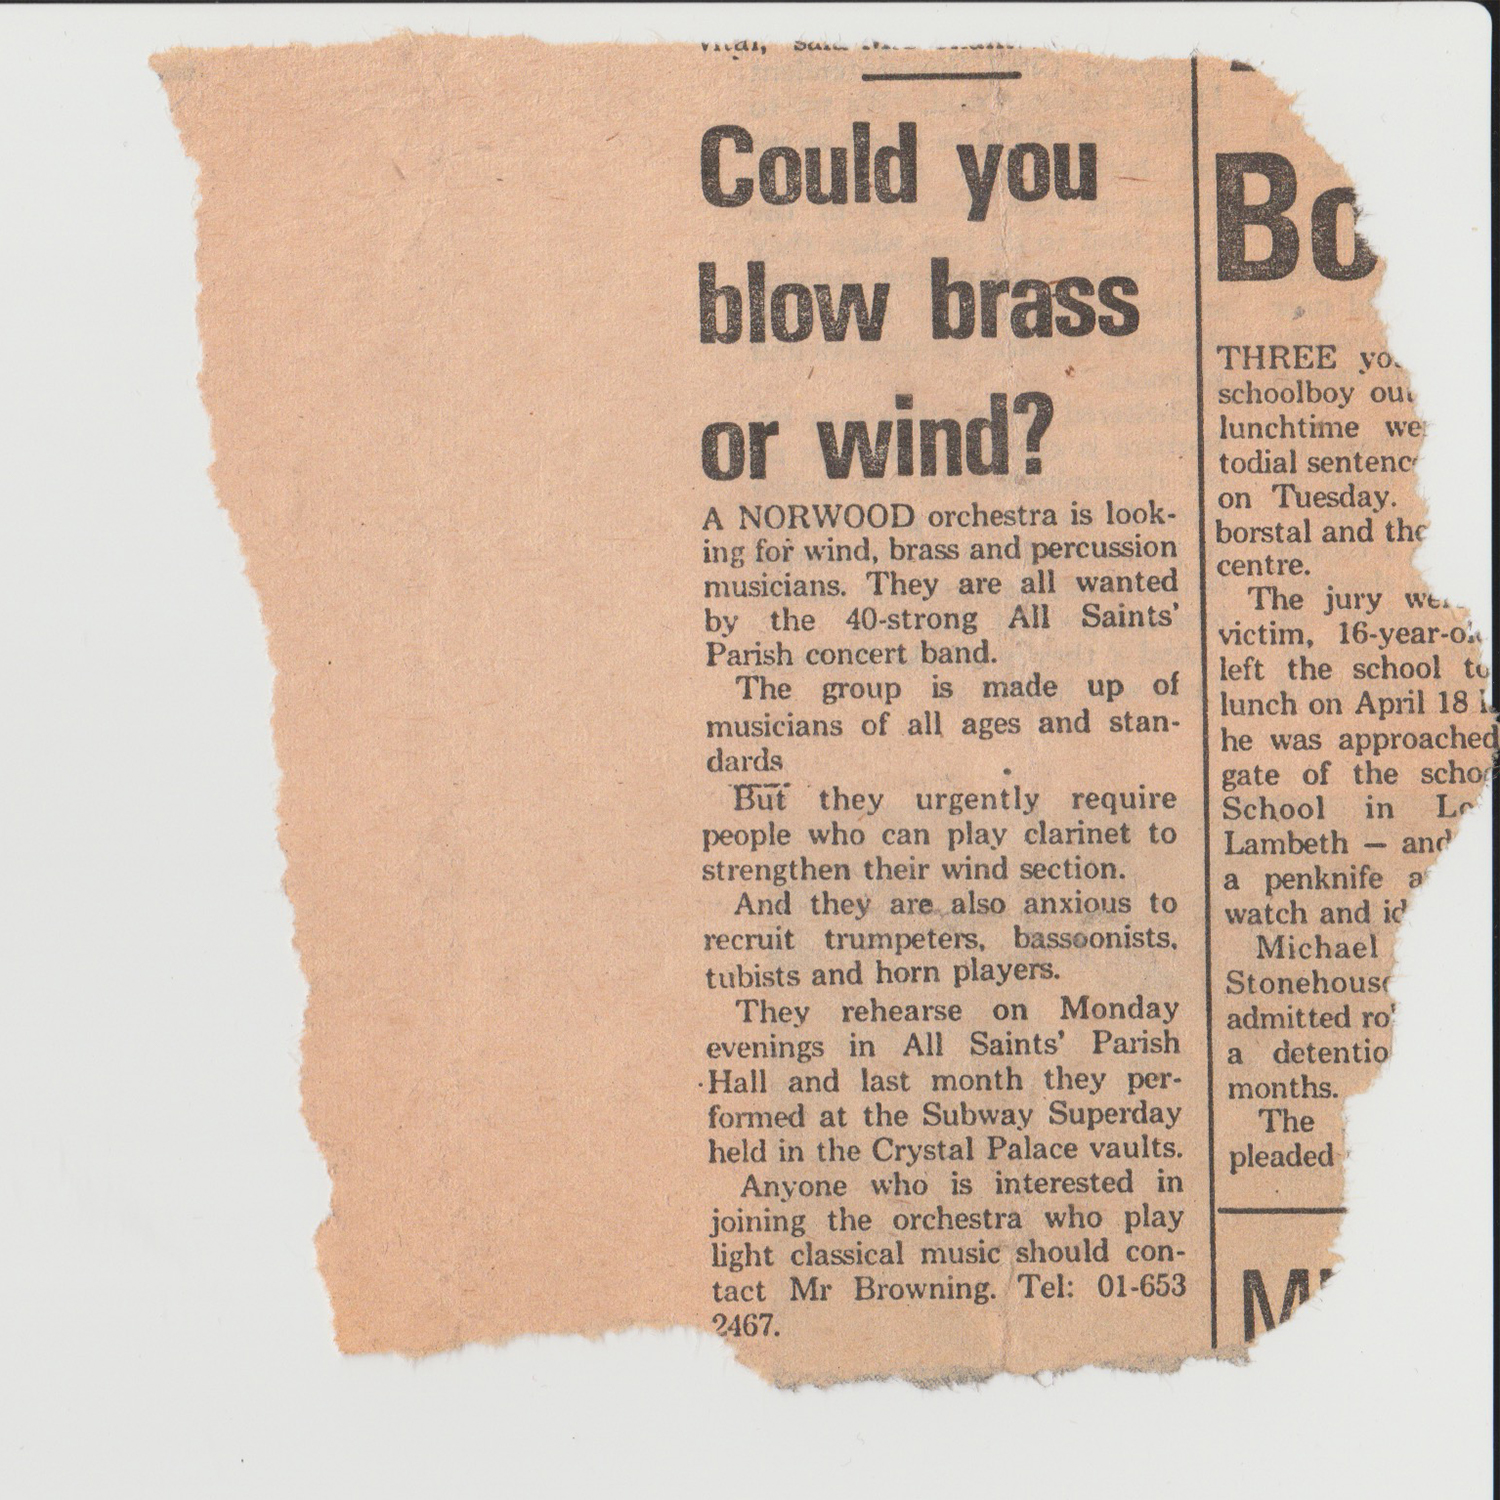 vital, said
Could you
blow brass
or wind?
A NORWOOD orchestra is look-
ing for wind, brass and percussion
musicians. They are all wanted
by the 40-strong All Saints'
Parish concert band.
The group is made up of
musicians of all ages and stan-
dards
But they urgently require
people who can play clarinet to
strengthen their wind section.
And they are also anxious to
recruit trumpeters, bassoonists,
tubists and horn players.
They rehearse on Monday
evenings in All Saints' Parish
Hall and last month they per-
formed at the Subway Superday
held in the Crystal Palace vaults.
Anyone who is interested in
joining the orchestra who play
light classical music should con-
tact Mr Browning. Tel: 01-653
2467.
Bo
THREE
schoolboy
lunchtime
todial
on Tuesday.
borstal and
centre.
The jury
victim,
left the school
lunch on April 18
he was approached
gate of the
School in
Lambeth — and
a penknife
watch and
Michael
admitted
a
months.
The
pleaded